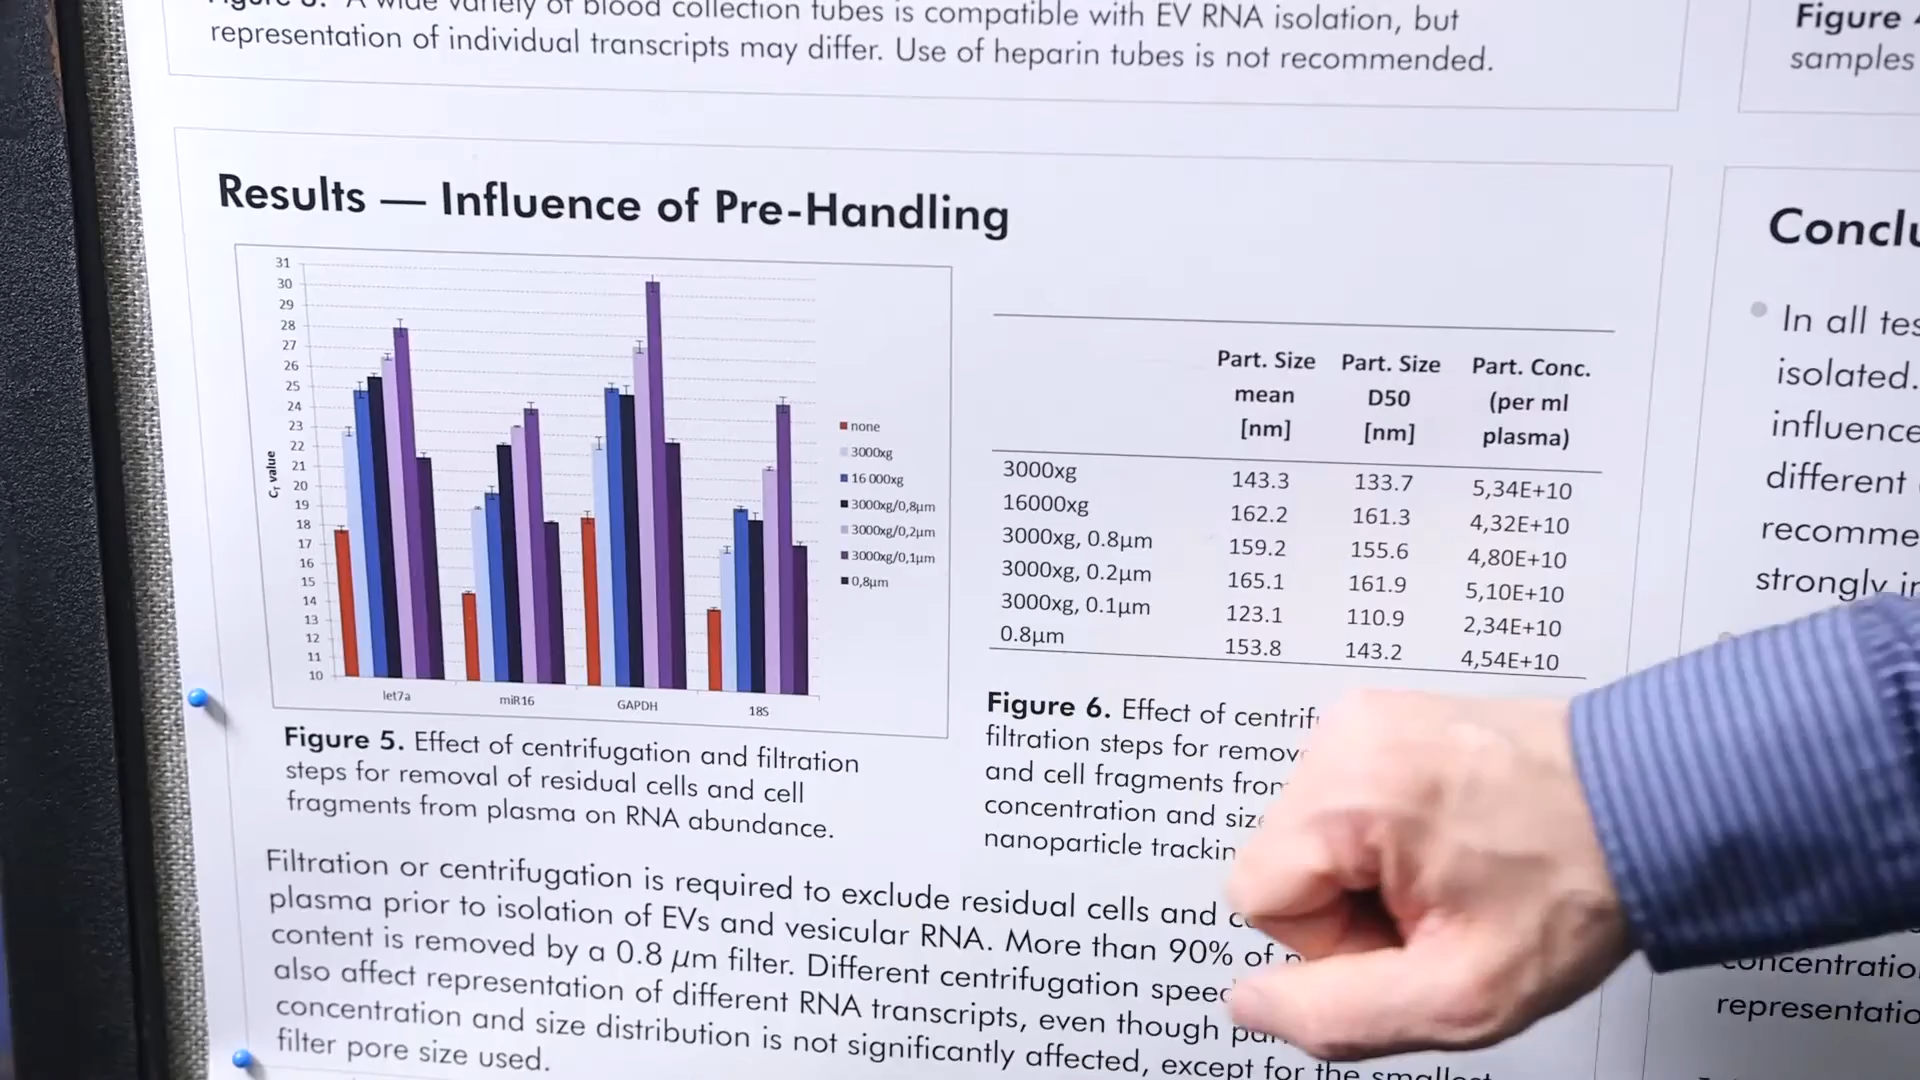 A wide variety of blood collection tubes is compatible with EV RNA isolation, but
representation of individual transcripts may differ. Use of heparin tubes is not recommended.
Figure
samples
Results — Influence of Pre-Handling
31
30
29
28
27
26
25
24
23
22
21
20
19
18
17
16
15
14
13
12
11
10
CT value
let7a
miR16
GAPDH
18S
none
3000xg
16 000xg
3000xg/0,8µm
3000xg/0,2µm
3000xg/0,1µm
0,8µm
Figure 5. Effect of centrifugation and filtration
steps for removal of residual cells and cell
fragments from plasma on RNA abundance.
Part. Size mean [nm] Part. Size D50 [nm] Part. Conc. (per ml plasma)
3000xg 143.3 133.7 5,34E+10
16000xg 162.2 161.3 4,32E+10
3000xg, 0.8µm 159.2 155.6 4,80E+10
3000xg, 0.2µm 165.1 161.9 5,10E+10
3000xg, 0.1µm 123.1 110.9 2,34E+10
0.8µm 153.8 143.2 4,54E+10
Figure 6. Effect of
filtration steps for
and cell fragments
concentration and
nanoparticle
Filtration or centrifugation is required to exclude residual cells and
plasma prior to isolation of EVs and vesicular RNA. More than 90% of
content is removed by a 0.8 µm filter. Different centrifugation
also affect representation of different RNA transcripts, even though
concentration and size distribution is not significantly affected, except for the smallest
filter pore size used.
In all
isolated.
influence
different
strongly